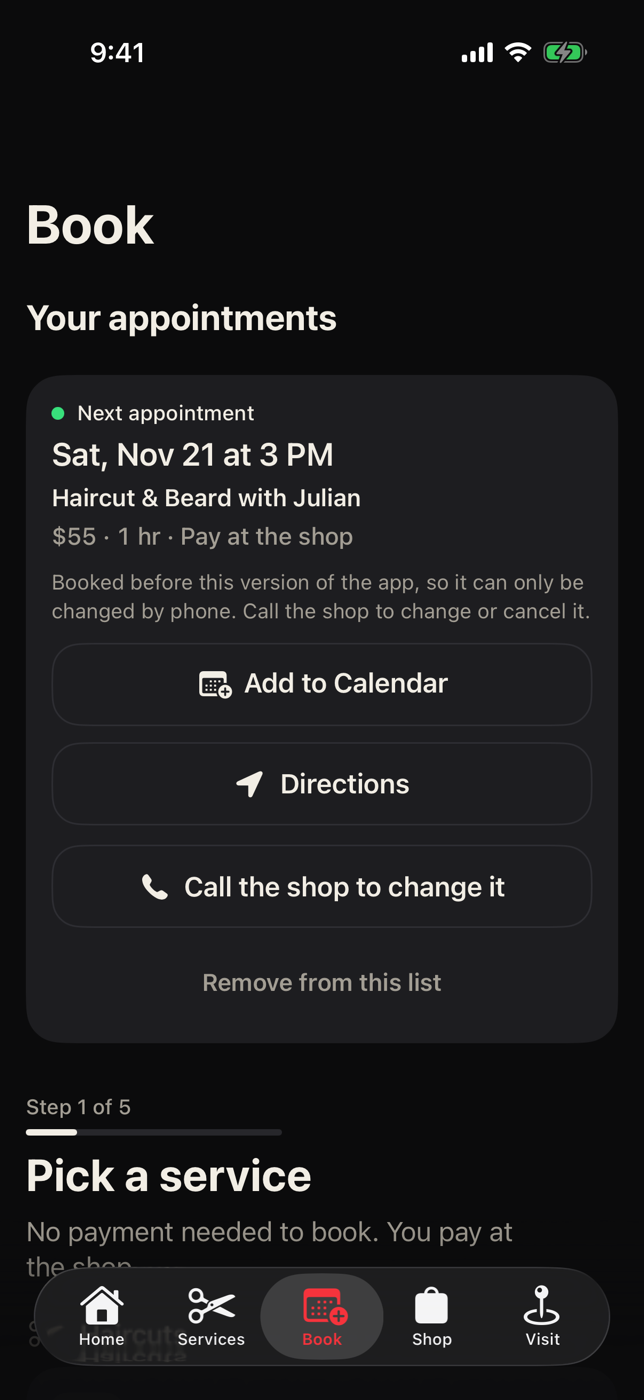 9:41
Book
Your appointments
Next appointment
Sat, Nov 21 at 3 PM
Haircut & Beard with Julian
$55 · 1 hr · Pay at the shop
Booked before this version of the app, so it can only be
changed by phone. Call the shop to change or cancel it.
Add to Calendar
Directions
Call the shop to change it
Remove from this list
Step 1 of 5
Pick a service
No payment needed to book. You pay at
the shop
Haircuts
Home
Services
Book
Shop
Visit